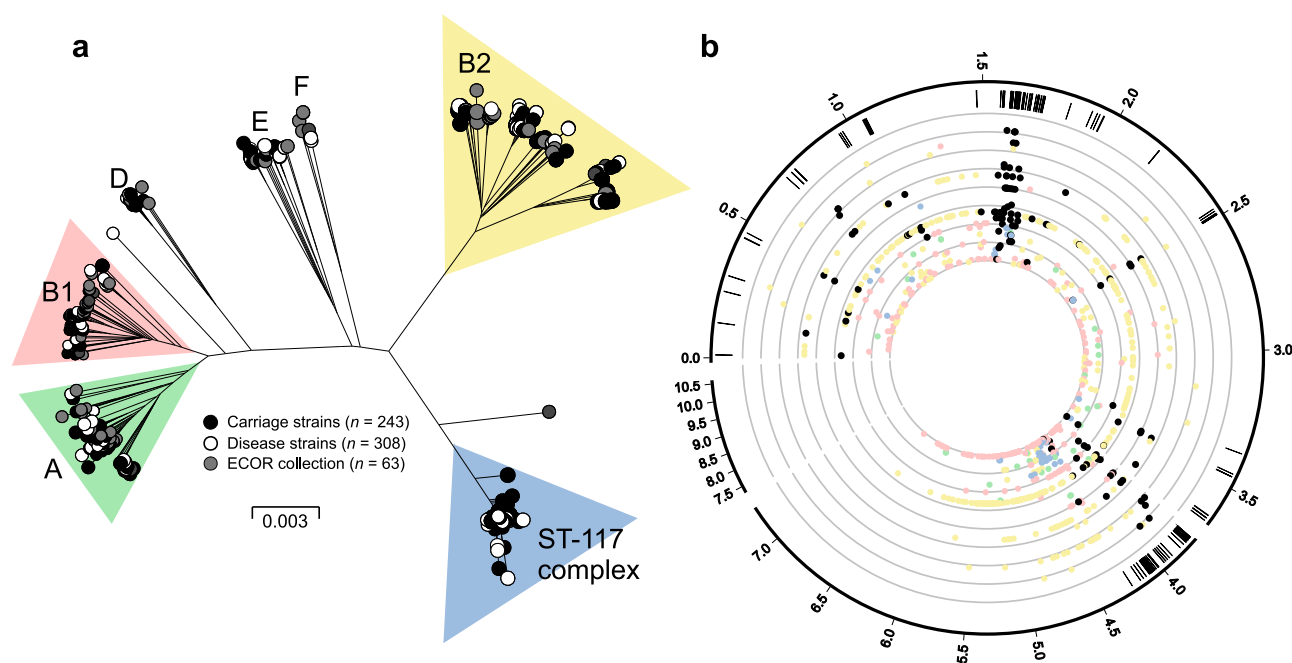 a
b
B2
F
E
D
B1
A
Carriage strains (n = 243)
Disease strains (n = 308)
ECOR collection (n = 63)
0.003
ST-117
complex
0.0
0.5
1.0
1.5
2.0
2.5
3.0
3.5
4.0
4.5
5.0
5.5
6.0
6.5
7.0
7.5
8.0
8.5
9.0
9.5
10.0
10.5